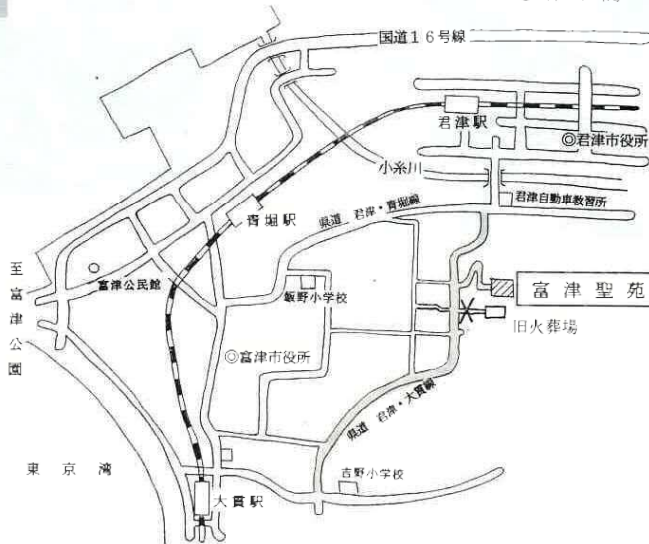 国道16号線
君津駅
◎君津市役所
小糸川
君津自動車教習所
県道 君津・青堀線
青堀駅
至富津公園
富津公民館
飯野小学校
富津聖苑
旧火葬場
◎富津市役所
県道 君津・大貫線
東京湾
吉野小学校
大貫駅